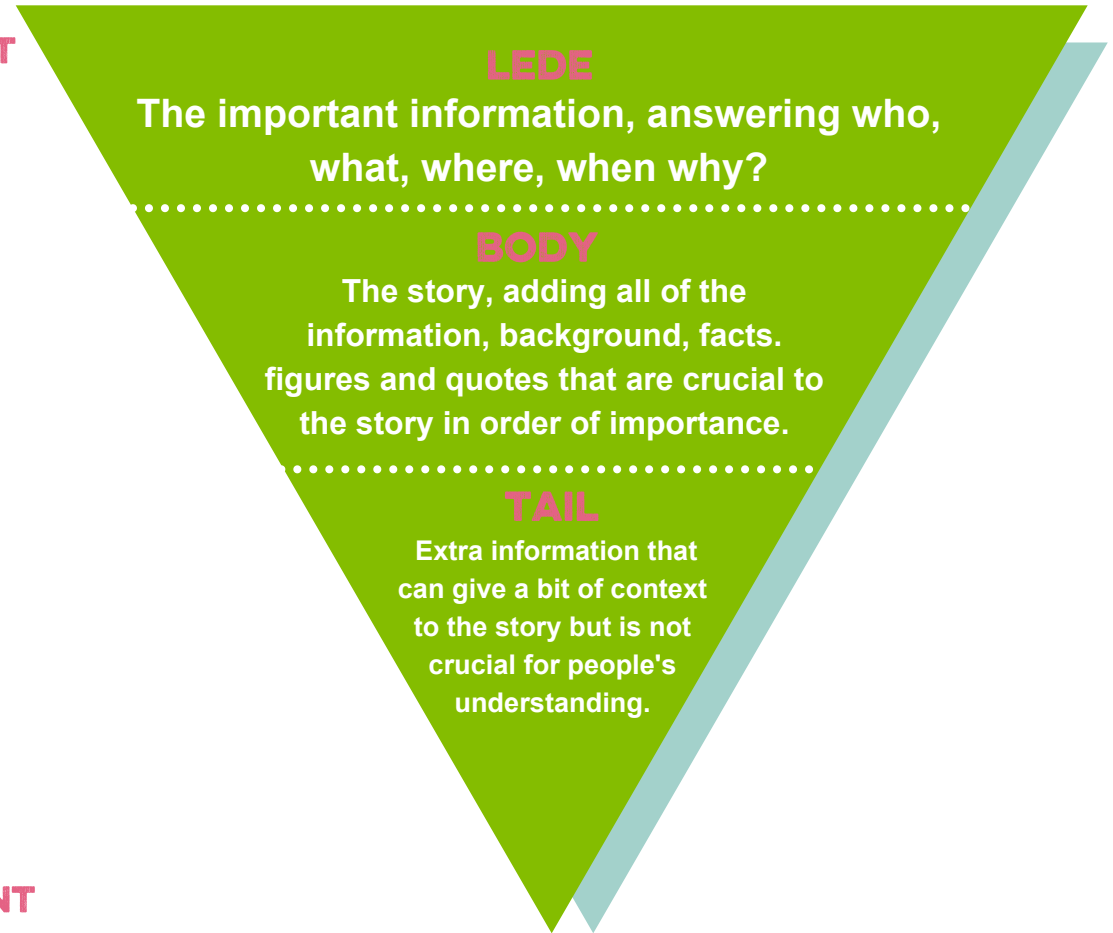 LEDE
The important information, answering who,
what, where, when why?
BODY
The story, adding all of the
information, background, facts.
figures and quotes that are crucial to
the story in order of importance.
TAIL
Extra information that
can give a bit of context
to the story but is not
crucial for people's
understanding.